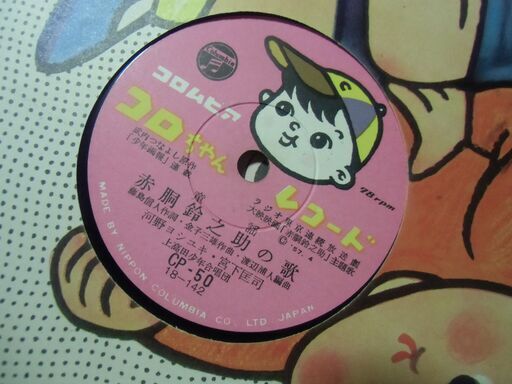 Columbia
コロムビア
コロちゃん
レコード
78 rpm
武内つなよし原作
「少年画報」連載
ラジオ東京連続放送劇
大映映画「赤胴鈴之助」主題歌
©'57.4
赤胴鈴之助の歌
藤島信人作詞・金子三雄作曲・渡辺浦人編曲
河野ヨシユキ・宮下匡司
上高田少年合唱団
CP-50
18-142
MADE BY NIPPON COLUMBIA CO., LTD. JAPAN